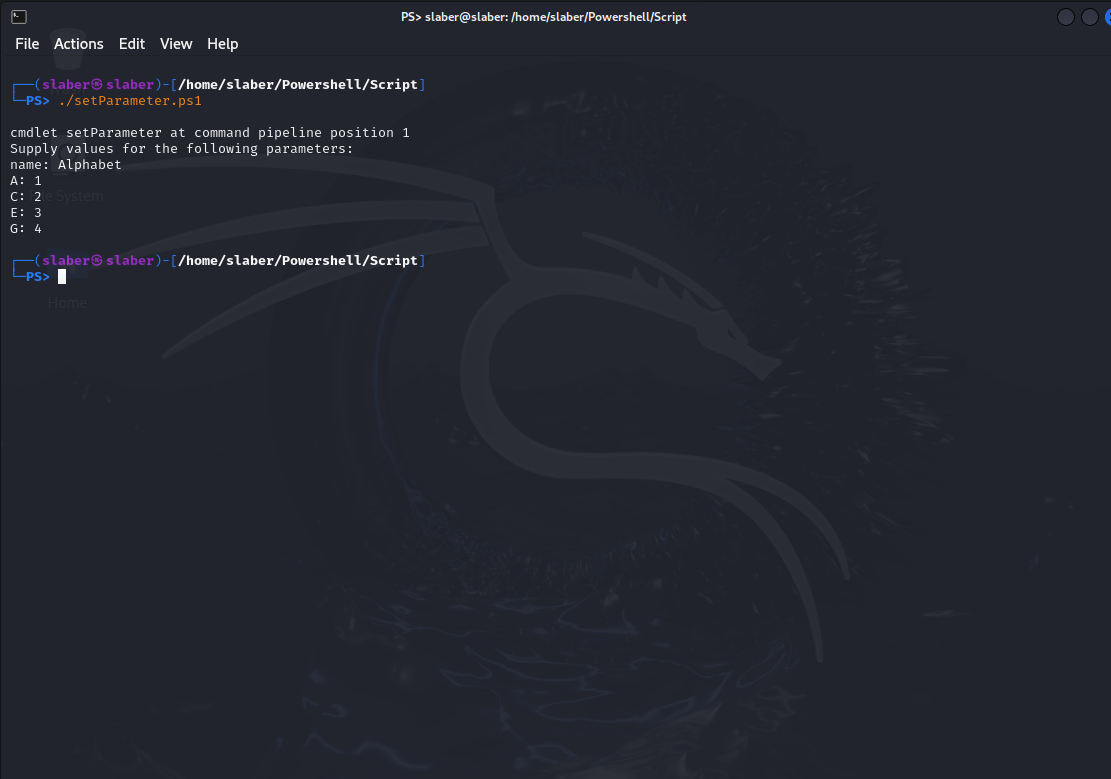 PS> slaber@slaber: /home/slaber/Powershell/Script
File Actions Edit View Help
┌──(slaber㉿slaber)-[/home/slaber/Powershell/Script]
└─PS> ./setParameter.ps1
cmdlet setParameter at command pipeline position 1
Supply values for the following parameters:
name: Alphabet
A: 1
C: 2
File System
E: 3
G: 4
┌──(slaber㉿slaber)-[/home/slaber/Powershell/Script]
└─PS>
Home